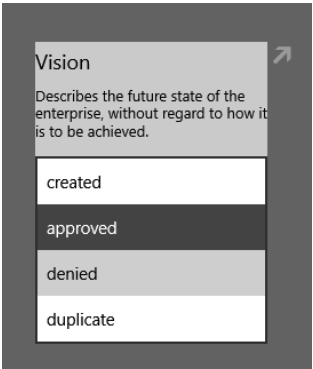 Vision
Describes the future state of the
enterprise, without regard to how it
is to be achieved.
created
approved
denied
duplicate